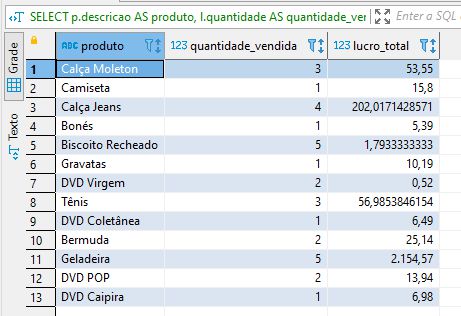 SELECT p.descricao AS produto, l.quantidade AS quantidade_ver Enter a SQL
Grade
Texto
ABC produto 123 quantidade_vendida 123 lucro_total
1 Calça Moleton 3 53,55
2 Camiseta 1 15,8
3 Calça Jeans 4 202,0171428571
4 Bonés 1 5,39
5 Biscoito Recheado 5 1,7933333333
6 Gravatas 1 10,19
7 DVD Virgem 2 0,52
8 Tênis 3 56,9853846154
9 DVD Coletânea 1 6,49
10 Bermuda 2 25,14
11 Geladeira 5 2.154,57
12 DVD POP 2 13,94
13 DVD Caipira 1 6,98